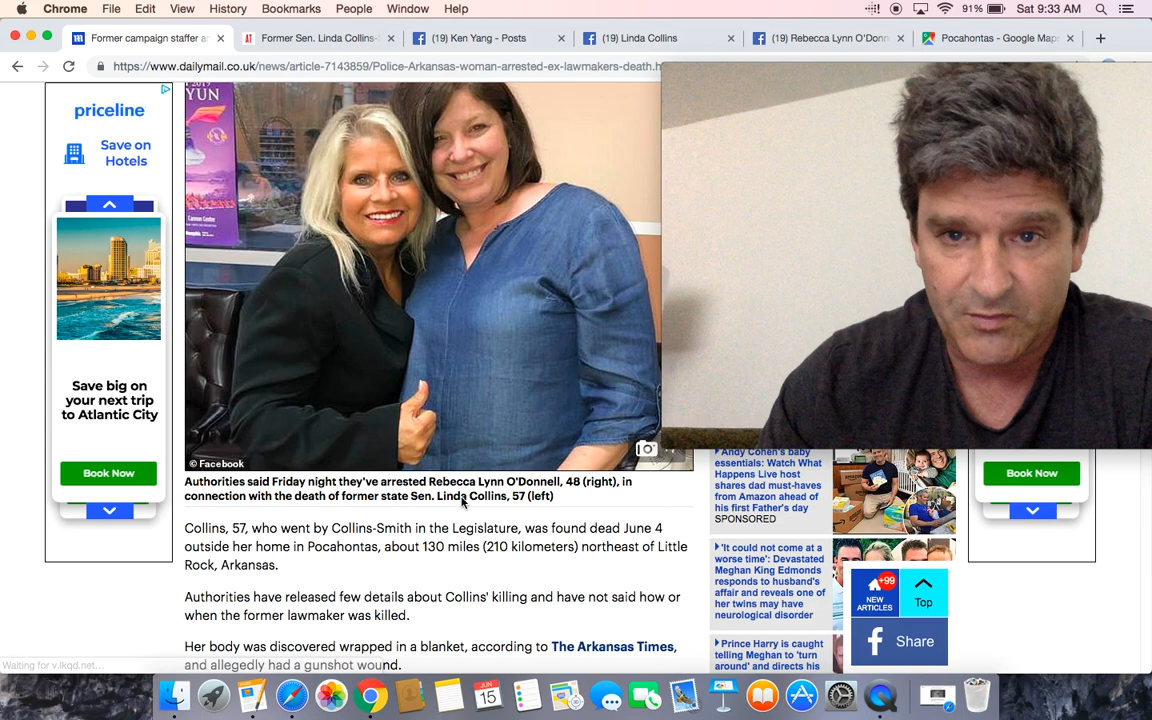 Chrome File Edit View History Bookmarks People Window Help 91% Sat 9:33 AM
Former campaign staffer a
Former Sen. Linda Collins-
(19) Ken Yang - Posts
(19) Linda Collins
(19) Rebecca Lynn O'Donn
Pocahontas - Google Maps
https://www.dailymail.co.uk/news/article-7143859/Police-Arkansas-woman-arrested-ex-lawmakers-death.h
priceline
Save on
Hotels
Save big on
your next trip
to Atlantic City
Book Now
YUN
Cannon Center
© Facebook
Authorities said Friday night they've arrested Rebecca Lynn O'Donnell, 48 (right), in
connection with the death of former state Sen. Linda Collins, 57 (left)
Collins, 57, who went by Collins-Smith in the Legislature, was found dead June 4
outside her home in Pocahontas, about 130 miles (210 kilometers) northeast of Little
Rock, Arkansas.
Authorities have released few details about Collins' killing and have not said how or
when the former lawmaker was killed.
Her body was discovered wrapped in a blanket, according to The Arkansas Times,
and allegedly had a gunshot wound.
Andy Cohen's baby
essentials: Watch What
Happens Live host
shares dad must-haves
from Amazon ahead of
his first Father's day
SPONSORED
'It could not come at a
worse time': Devastated
Meghan King Edmonds
responds to husband's
affair and reveals one of
her twins may have
neurological disorder
Prince Harry is caught
telling Meghan to 'turn
around' and directs his
Book Now
+99
NEW
ARTICLES
Top
Share
Waiting for v.lkqd.net...
JUN
15